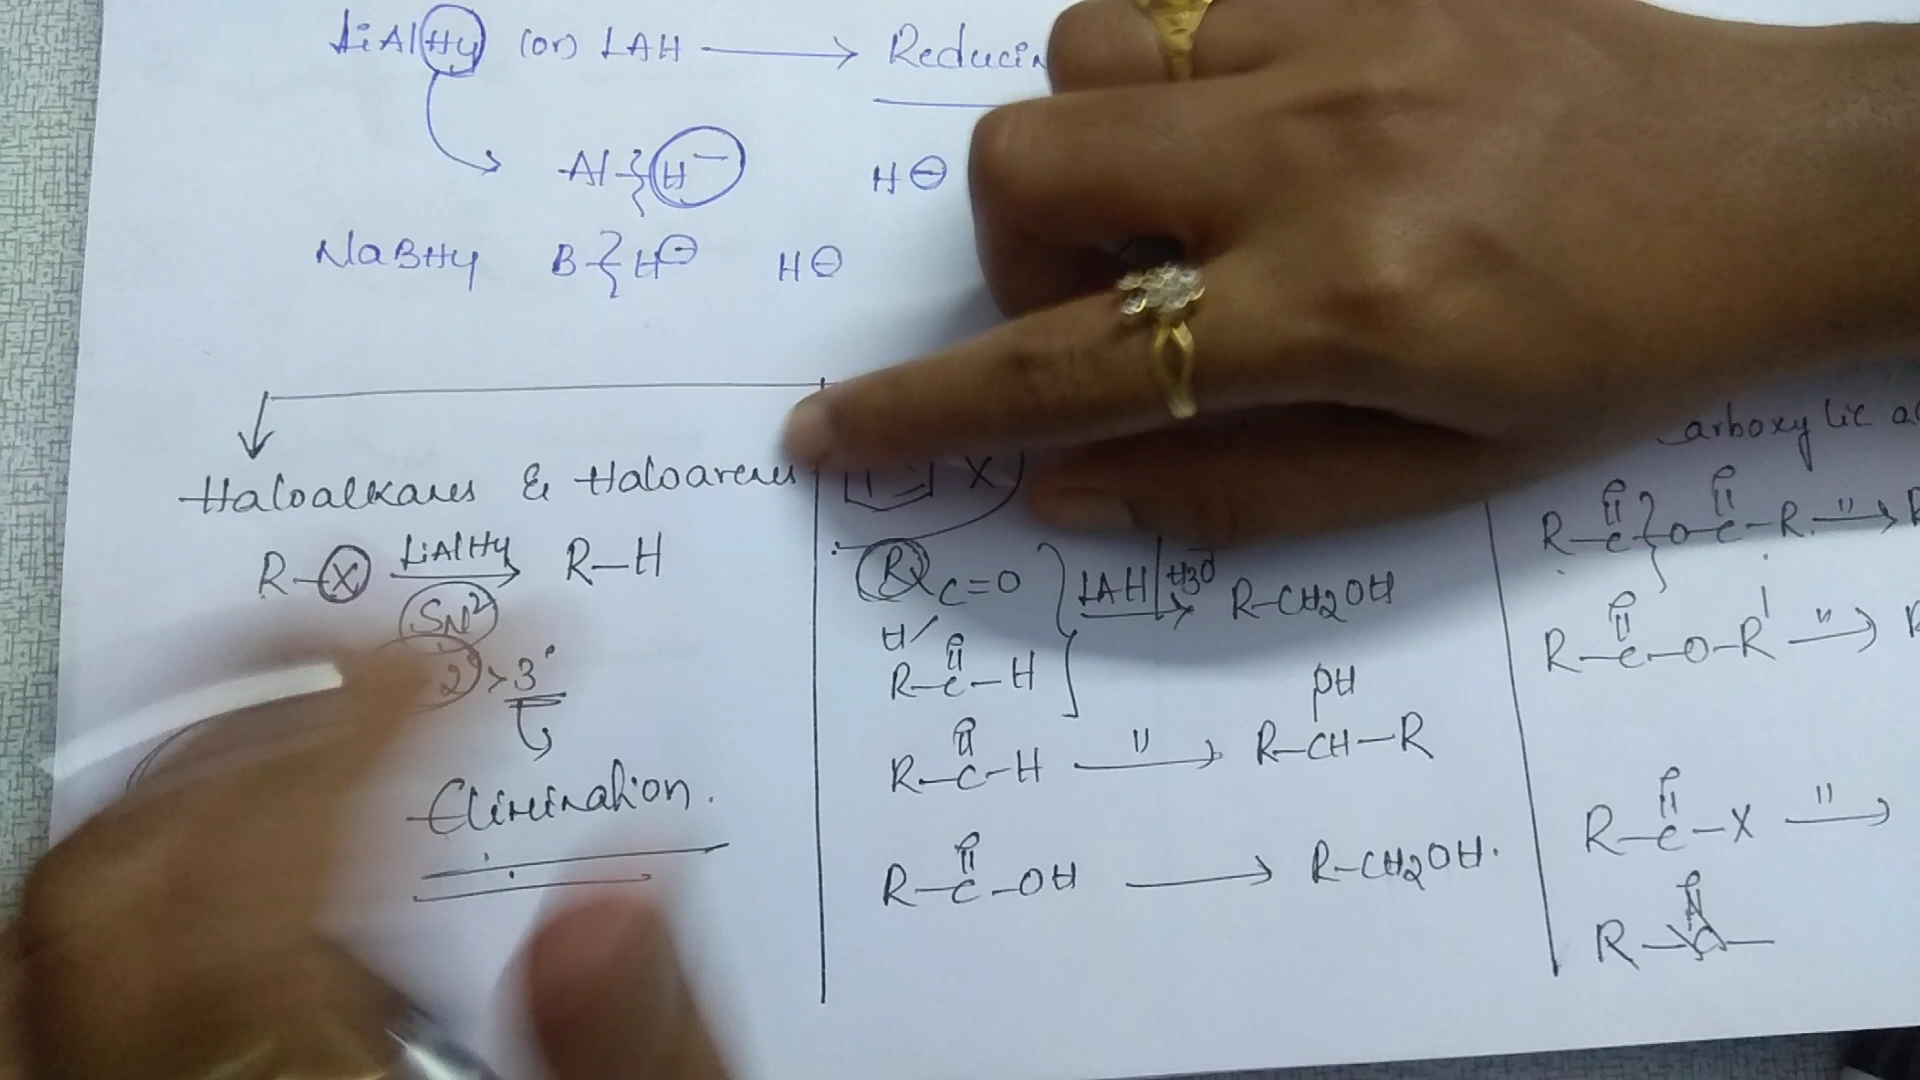 LiAlH4 (or) LAH ⟶ Reducin
Al H⁻ H⊖
NaBH4 B H⊖ H⊖
Haloalkanes & Haloarenes
R-X LiAlH4 ⟶ R-H
SN2
2° > 3°
Elimination.
X
R C=O LAH/H3O ⟶ R-CH2OH
H
O
R-C-H
O OH
R-C-H '' ⟶ R-CH-R
O
R-C-OH ⟶ R-CH2OH.
arboxylic a
O O
R-C-O-C-R '' ⟶ R
O
R-C-O-R' '' ⟶ R
O
R-C-X '' ⟶
R